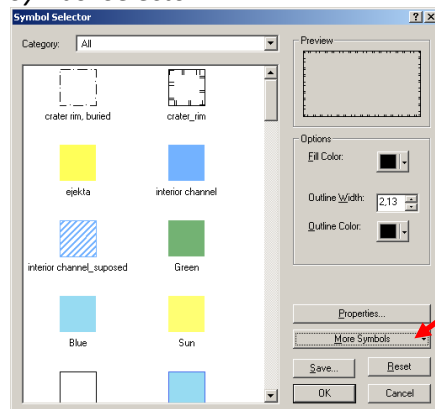 Symbol Selector
Category: All
crater rim, buried
crater_rim
ejekta
interior channel
interior channel_suposed
Green
Blue
Sun
Preview
Options
Fill Color:
Outline Width: 2,13
Outline Color:
Properties...
More Symbols
Save...
Reset
OK
Cancel